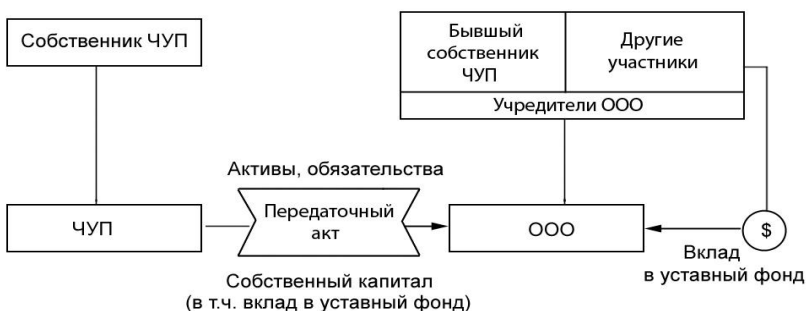 Собственник ЧУП
Бывший
собственник
ЧУП
Другие
участники
Учредители ООО
Активы, обязательства
ЧУП
Передаточный
акт
ООО
$
Вклад
в уставный фонд
Собственный капитал
(в т.ч. вклад в уставный фонд)